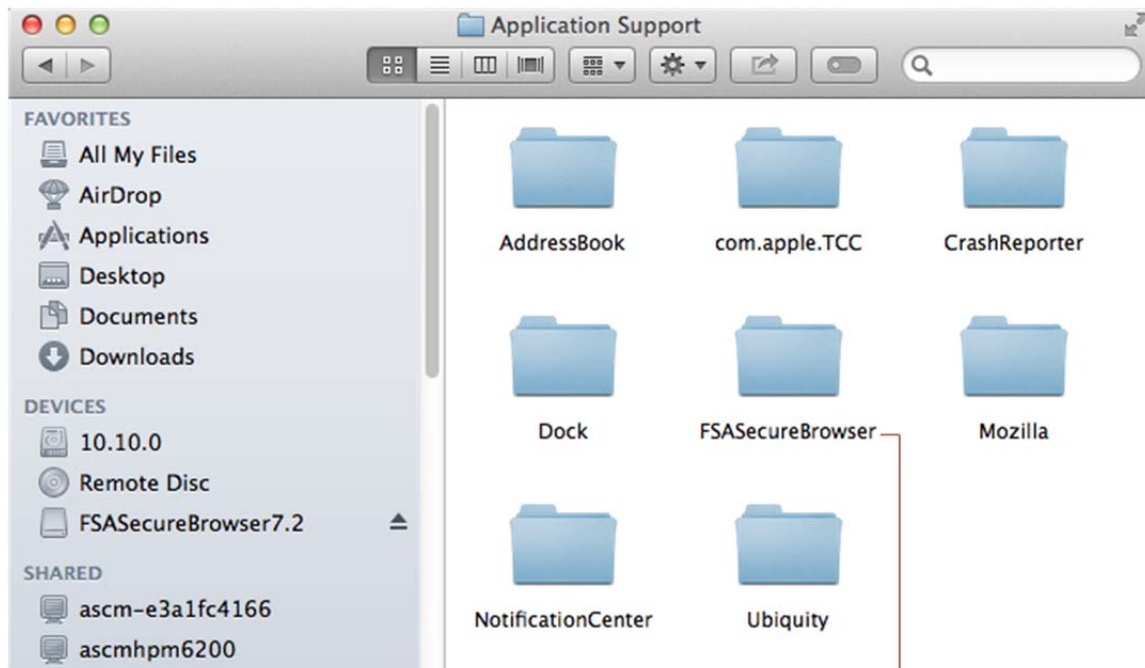 Application Support
FAVORITES
All My Files
AirDrop
Applications
Desktop
Documents
Downloads
DEVICES
10.10.0
Remote Disc
FSASecureBrowser7.2
SHARED
ascm-e3a1fc4166
ascmhpm6200
AddressBook
com.apple.TCC
CrashReporter
Dock
FSASecureBrowser
Mozilla
NotificationCenter
Ubiquity